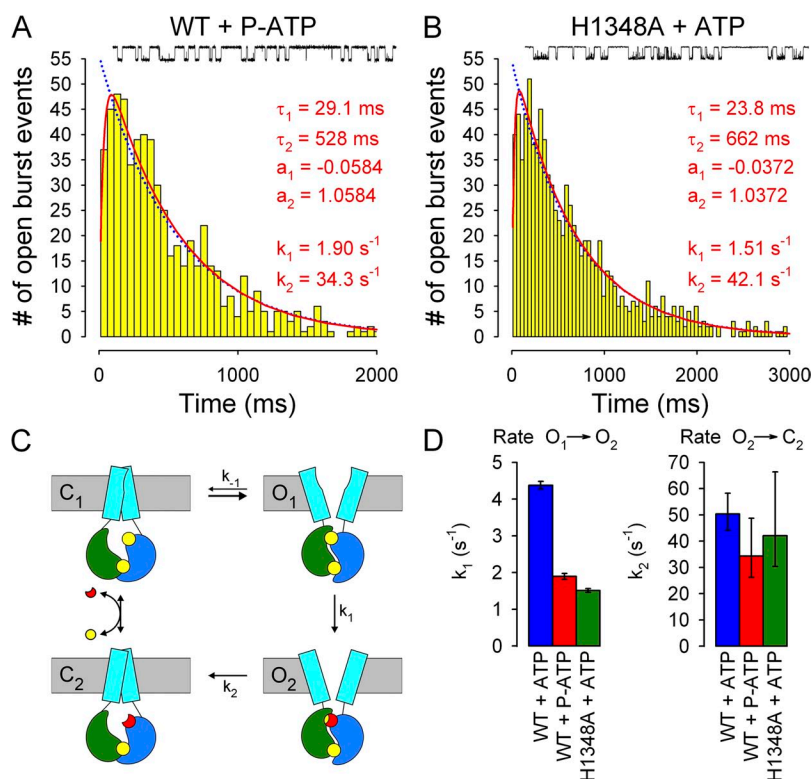 A
WT + P-ATP
# of open burst events
55
50
45
40
35
30
25
20
15
10
5
0
τ1 = 29.1 ms
τ2 = 528 ms
a1 = -0.0584
a2 = 1.0584
k1 = 1.90 s-1
k2 = 34.3 s-1
0
1000
2000
Time (ms)
B
H1348A + ATP
# of open burst events
55
50
45
40
35
30
25
20
15
10
5
0
τ1 = 23.8 ms
τ2 = 662 ms
a1 = -0.0372
a2 = 1.0372
k1 = 1.51 s-1
k2 = 42.1 s-1
0
1000
2000
3000
Time (ms)
C
C1
k-1
O1
k1
C2
k2
O2
D
Rate O1→O2
k1 (s-1)
5
4
3
2
1
0
WT + ATP
WT + P-ATP
H1348A + ATP
Rate O2→C2
k2 (s-1)
70
60
50
40
30
20
10
0
WT + ATP
WT + P-ATP
H1348A + ATP